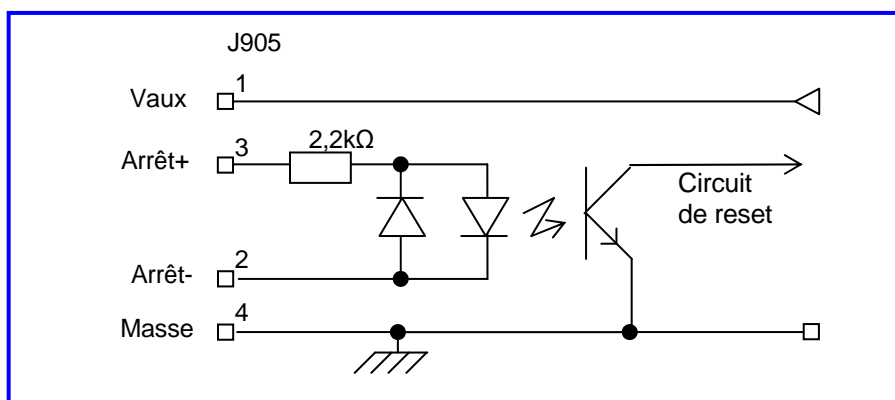 J905
Vaux 1
Arrêt+ 3 2,2kΩ
Circuit
de reset
Arrêt- 2
Masse 4